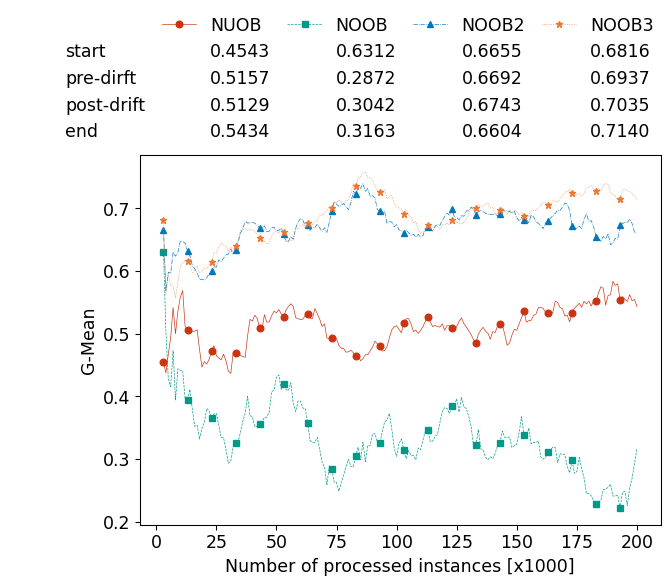 NUOB NOOB NOOB2 NOOB3
start 0.4543 0.6312 0.6655 0.6816
pre-dirft 0.5157 0.2872 0.6692 0.6937
post-drift 0.5129 0.3042 0.6743 0.7035
end 0.5434 0.3163 0.6604 0.7140
0.7
0.6
0.5
0.4
0.3
0.2
G-Mean
0 25 50 75 100 125 150 175 200
Number of processed instances [x1000]